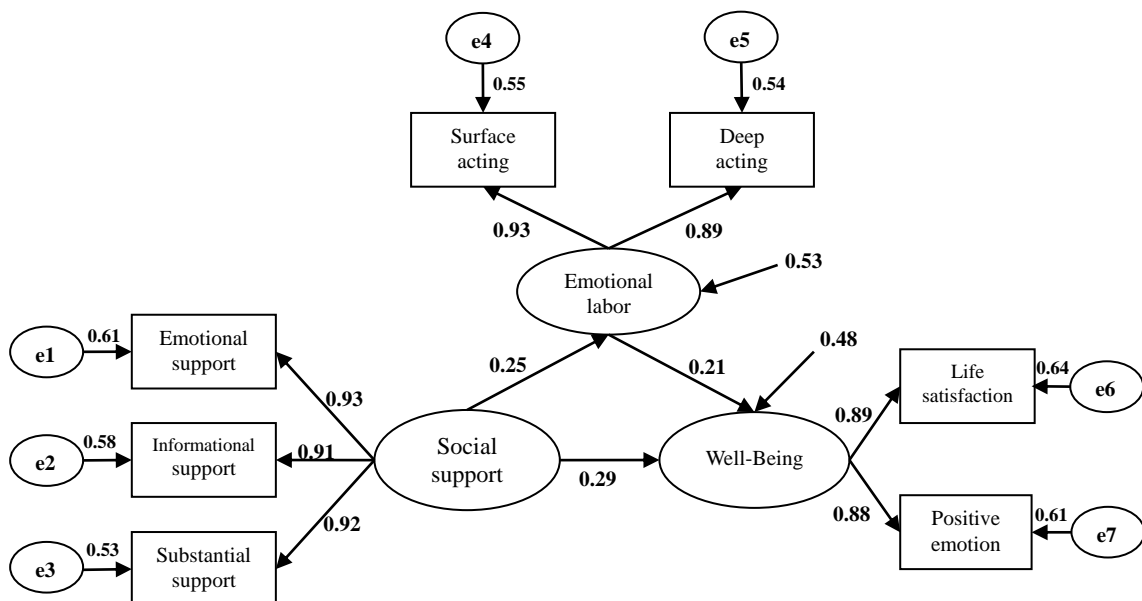 e4
e5
0.55
0.54
Surface
acting
Deep
acting
0.93
0.89
Emotional
labor
0.53
e1
0.61
Emotional
support
0.25
0.21
0.48
Life
satisfaction
0.64
e6
0.93
0.89
e2
0.58
Informational
support
0.91
Social
support
0.29
Well-Being
0.92
0.88
e3
0.53
Substantial
support
Positive
emotion
0.61
e7